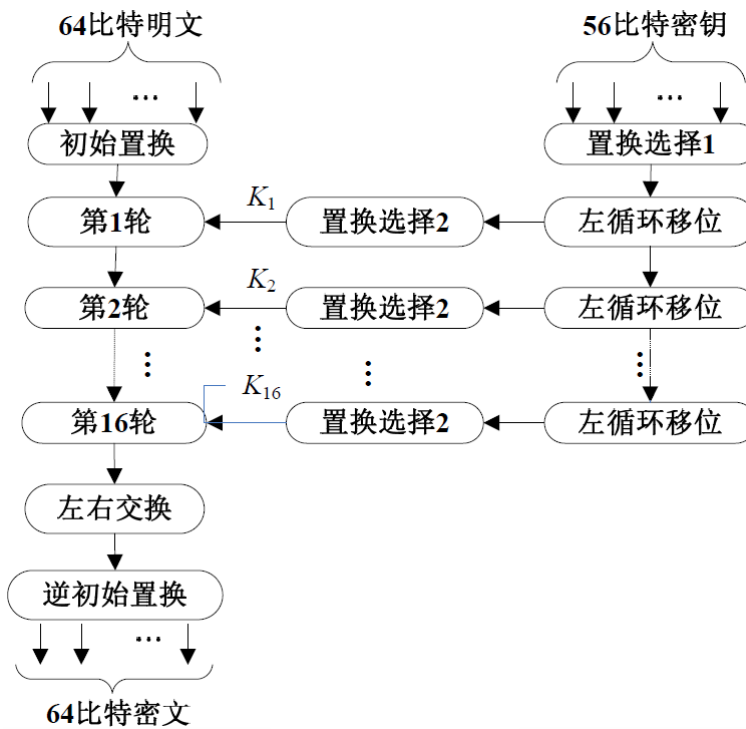 64比特明文
56比特密钥
...
...
初始置换
置换选择1
第1轮
K1
置换选择2
左循环移位
第2轮
K2
置换选择2
左循环移位
第16轮
K16
置换选择2
左循环移位
左右交换
逆初始置换
...
64比特密文